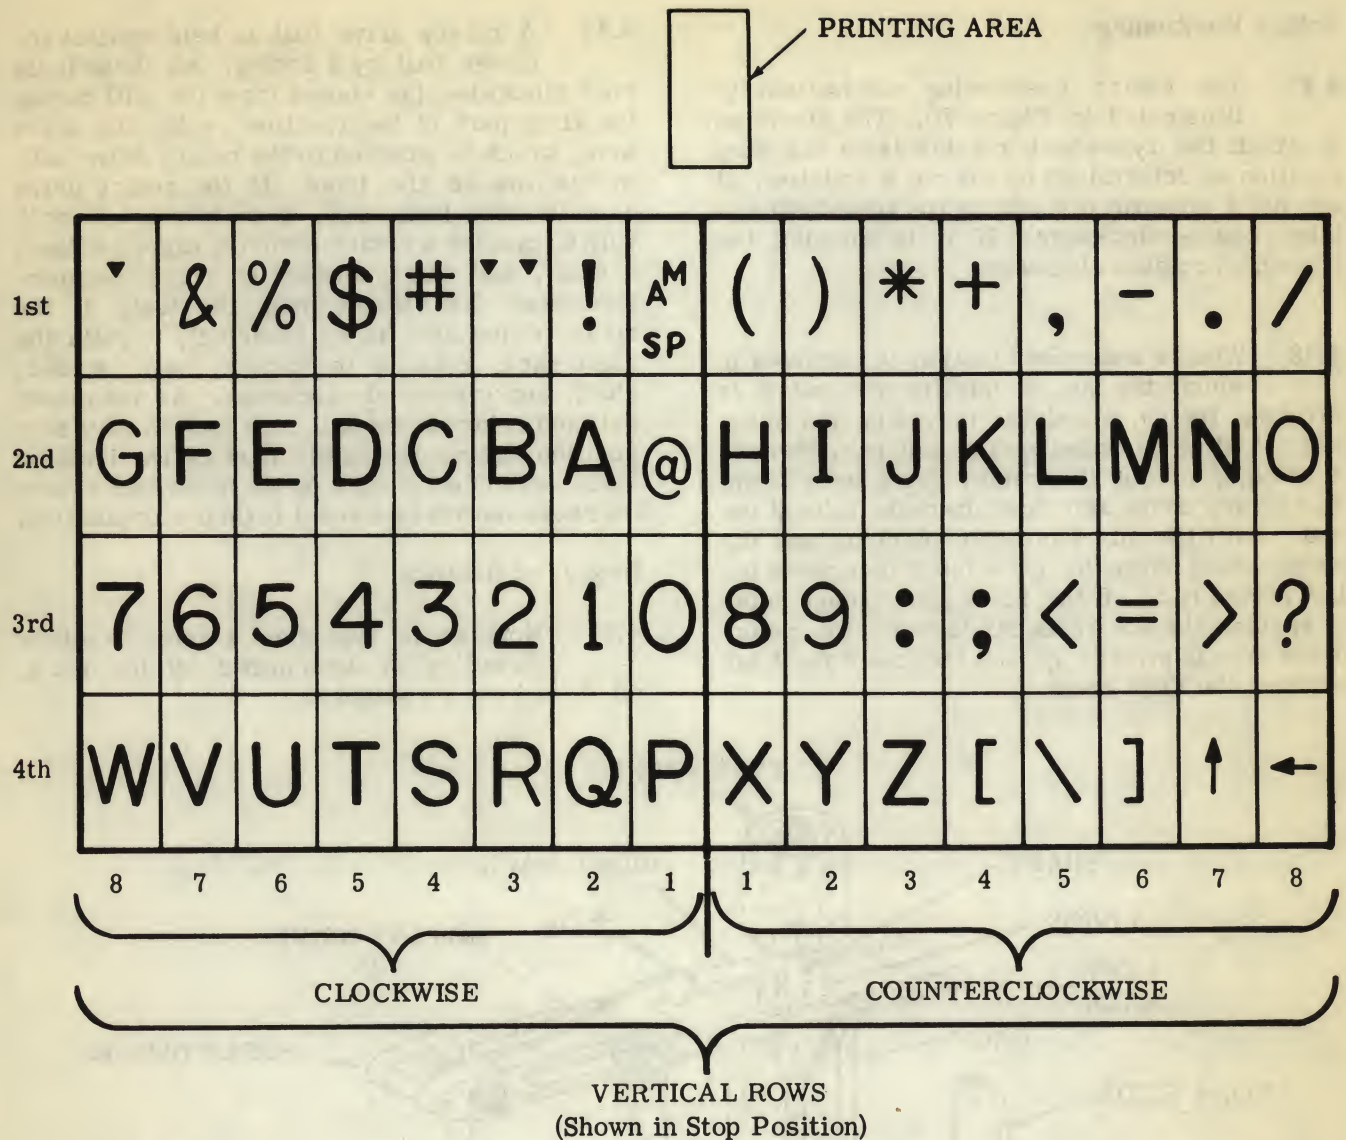 PRINTING AREA
1st ▼ & % $ # ▼▼ ! AM SP ( ) * + , - . /
2nd G F E D C B A @ H I J K L M N O
3rd 7 6 5 4 3 2 1 0 8 9 : ; < = > ?
4th W V U T S R Q P X Y Z [ \ ] ↑ ←
8 7 6 5 4 3 2 1 1 2 3 4 5 6 7 8
CLOCKWISE COUNTERCLOCKWISE
VERTICAL ROWS
(Shown in Stop Position)